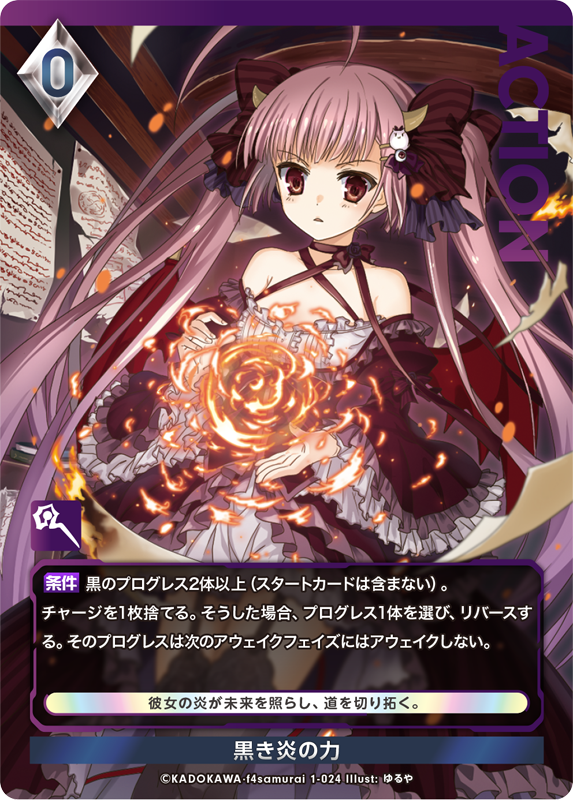 0
ACTION
条件 黒のプログレス2体以上(スタートカードは含まない)。
チャージを1枚捨てる。そうした場合、プログレス1体を選び、リバースす
る。そのプログレスは次のアウェイクフェイズにはアウェイクしない。
彼女の炎が未来を照らし、道を切り拓く。
黒き炎の力
©KADOKAWA-f4samurai 1-024 Illust: ゆるや